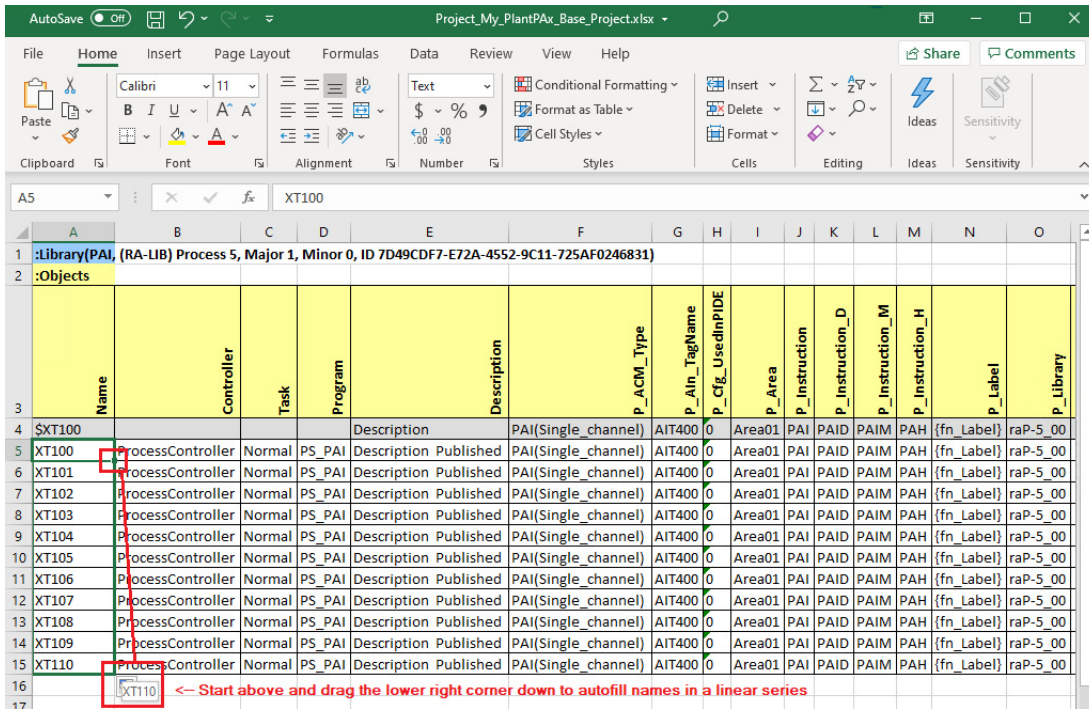 AutoSave Off Project_My_PlantPAx_Base_Project.xlsx
File Home Insert Page Layout Formulas Data Review View Help Share Comments
Calibri 11 ab Text Conditional Formatting Insert
Paste B I U A A $ % Format as Table Delete Ideas Sensitivity
A Cell Styles Format
Clipboard Font Alignment Number Styles Cells Editing Ideas Sensitivity
A5 fx XT100
A B C D E F G H I J K L M N O
1 :Library(PAI, (RA-LIB) Process 5, Major 1, Minor 0, ID 7D49CDF7-E72A-4552-9C11-725AF0246831)
2 :Objects
3 Name Controller Task Program Description P_ACM_Type P_AIn_TagName P_Cfg_UsedInPIDE P_Area P_Instruction P_Instruction_D P_Instruction_M P_Instruction_H P_Label P_Library
4 $XT100 Description PAI(Single_channel) AIT400 0 Area01 PAI PAID PAIM PAH {fn_Label} raP-5_00
5 XT100 ProcessController Normal PS_PAI Description Published PAI(Single_channel) AIT400 0 Area01 PAI PAID PAIM PAH {fn_Label} raP-5_00
6 XT101 ProcessController Normal PS_PAI Description Published PAI(Single_channel) AIT400 0 Area01 PAI PAID PAIM PAH {fn_Label} raP-5_00
7 XT102 ProcessController Normal PS_PAI Description Published PAI(Single_channel) AIT400 0 Area01 PAI PAID PAIM PAH {fn_Label} raP-5_00
8 XT103 ProcessController Normal PS_PAI Description Published PAI(Single_channel) AIT400 0 Area01 PAI PAID PAIM PAH {fn_Label} raP-5_00
9 XT104 ProcessController Normal PS_PAI Description Published PAI(Single_channel) AIT400 0 Area01 PAI PAID PAIM PAH {fn_Label} raP-5_00
10 XT105 ProcessController Normal PS_PAI Description Published PAI(Single_channel) AIT400 0 Area01 PAI PAID PAIM PAH {fn_Label} raP-5_00
11 XT106 ProcessController Normal PS_PAI Description Published PAI(Single_channel) AIT400 0 Area01 PAI PAID PAIM PAH {fn_Label} raP-5_00
12 XT107 ProcessController Normal PS_PAI Description Published PAI(Single_channel) AIT400 0 Area01 PAI PAID PAIM PAH {fn_Label} raP-5_00
13 XT108 ProcessController Normal PS_PAI Description Published PAI(Single_channel) AIT400 0 Area01 PAI PAID PAIM PAH {fn_Label} raP-5_00
14 XT109 ProcessController Normal PS_PAI Description Published PAI(Single_channel) AIT400 0 Area01 PAI PAID PAIM PAH {fn_Label} raP-5_00
15 XT110 ProcessController Normal PS_PAI Description Published PAI(Single_channel) AIT400 0 Area01 PAI PAID PAIM PAH {fn_Label} raP-5_00
16 XT110 <-- Start above and drag the lower right corner down to autofill names in a linear series
17